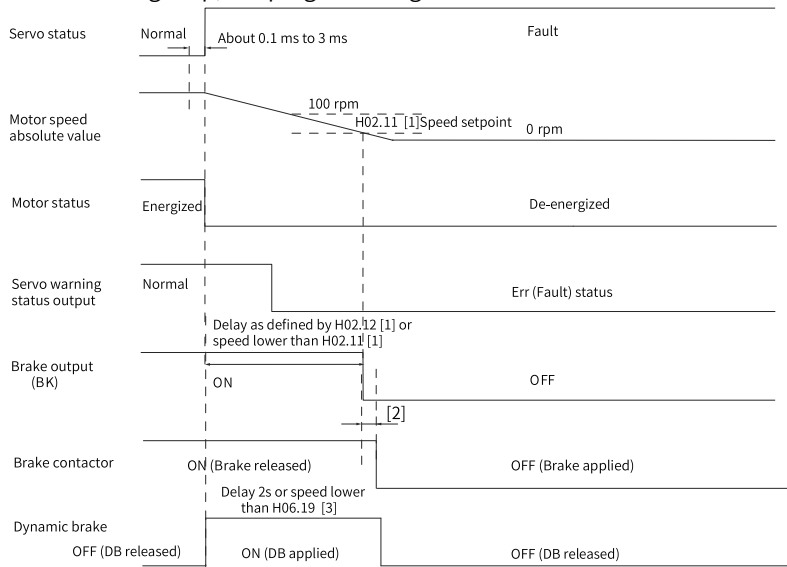 Servo status
Normal
About 0.1 ms to 3 ms
Fault
100 rpm
Motor speed
absolute value
H02.11 [1]Speed setpoint
0 rpm
Motor status
Energized
De-energized
Servo warning
status output
Normal
Err (Fault) status
Delay as defined by H02.12 [1] or
speed lower than H02.11 [1]
Brake output
(BK)
ON
OFF
[2]
Brake contactor
ON (Brake released)
OFF (Brake applied)
Delay 2s or speed lower
than H06.19 [3]
Dynamic brake
OFF (DB released)
ON (DB applied)
OFF (DB released)